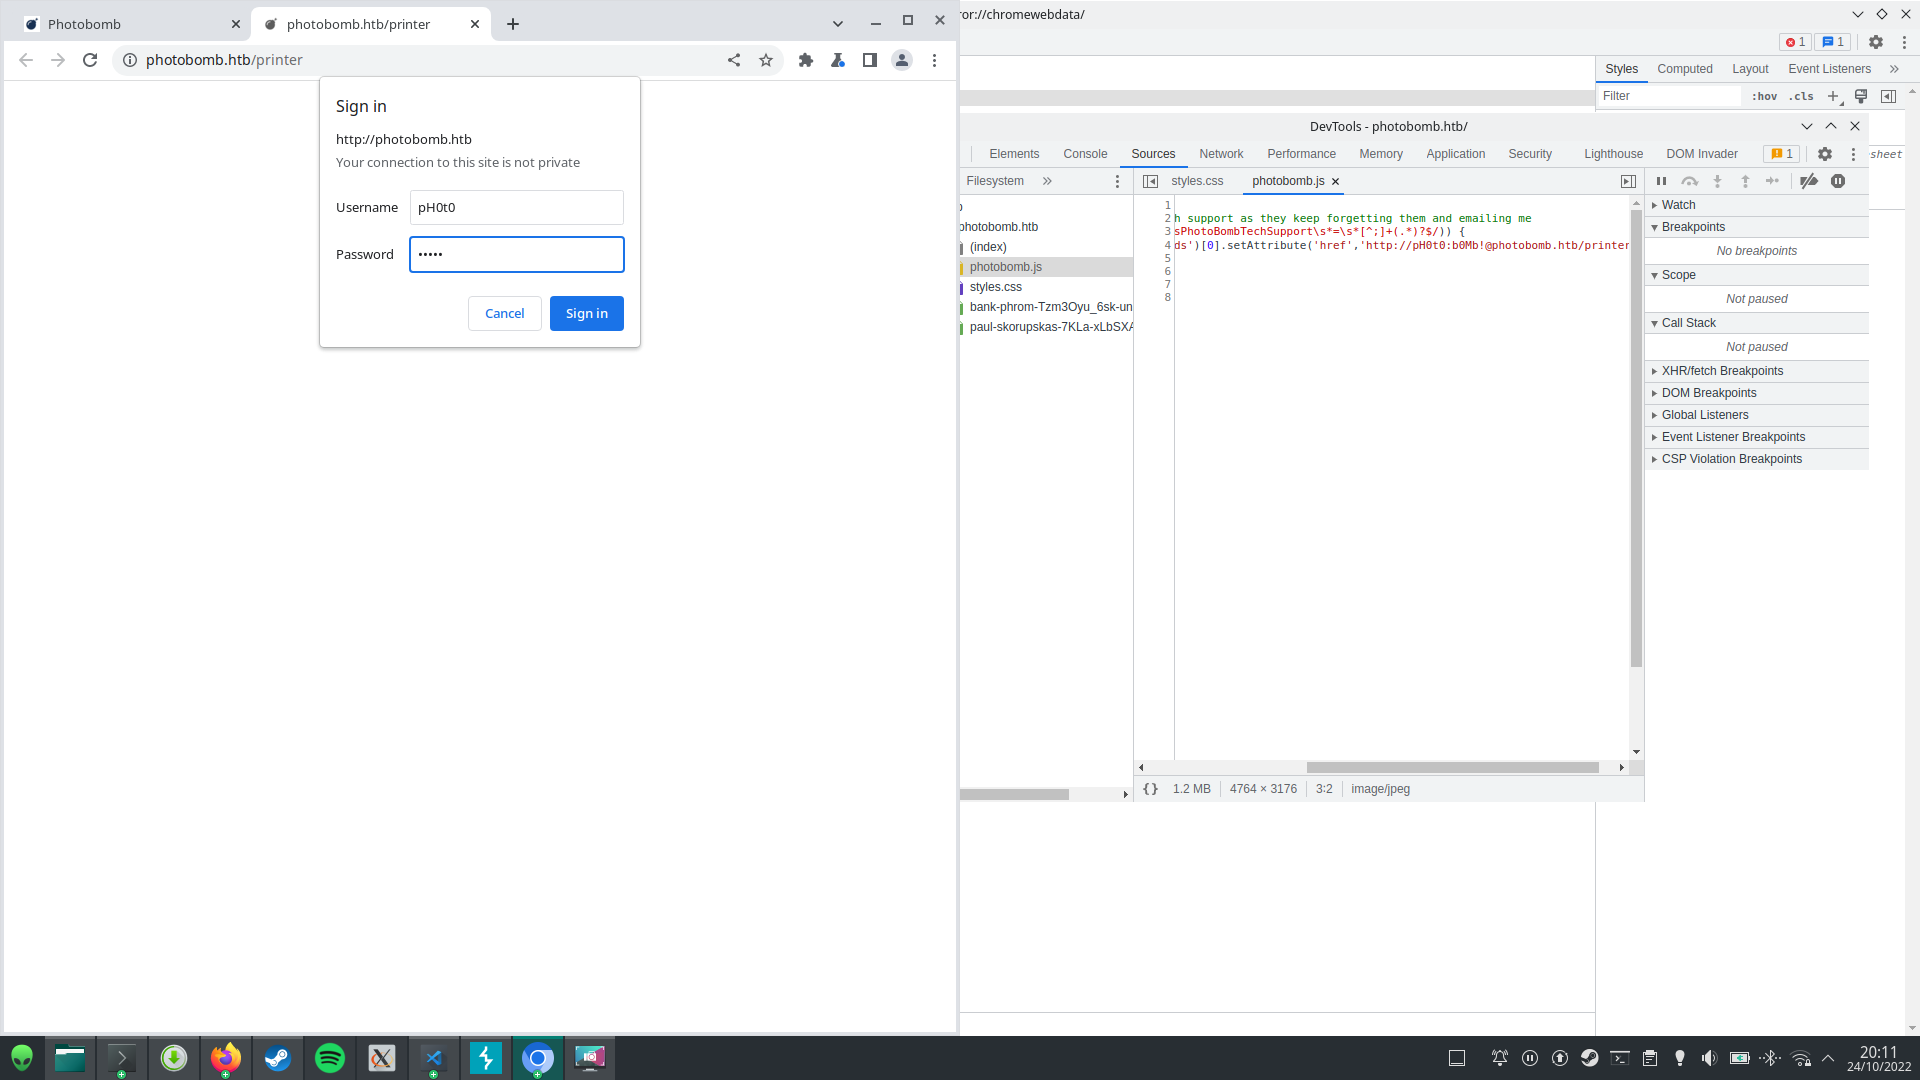 Photobomb
photobomb.htb/printer
photobomb.htb/printer
Sign in
http://photobomb.htb
Your connection to this site is not private
Username
pH0t0
Password
•••••
Cancel
Sign in
ror://chromewebdata/
1
1
Styles
Computed
Layout
Event Listeners
Filter
:hov
.cls
DevTools - photobomb.htb/
Elements
Console
Sources
Network
Performance
Memory
Application
Security
Lighthouse
DOM Invader
1
sheet
Filesystem
styles.css
photobomb.js
photobomb.htb
(index)
photobomb.js
styles.css
bank-phrom-Tzm3Oyu_6sk-un
paul-skorupskas-7KLa-xLbSXA
1
2 h support as they keep forgetting them and emailing me
3 sPhotoBombTechSupport\s*=\s*[^;]+(.*)?$/)) {
4 ds')[0].setAttribute('href','http://pH0t0:b0Mb!@photobomb.htb/printer
5
6
7
8
{}
1.2 MB
4764 × 3176
3:2
image/jpeg
Watch
Breakpoints
No breakpoints
Scope
Not paused
Call Stack
Not paused
XHR/fetch Breakpoints
DOM Breakpoints
Global Listeners
Event Listener Breakpoints
CSP Violation Breakpoints
20:11
24/10/2022